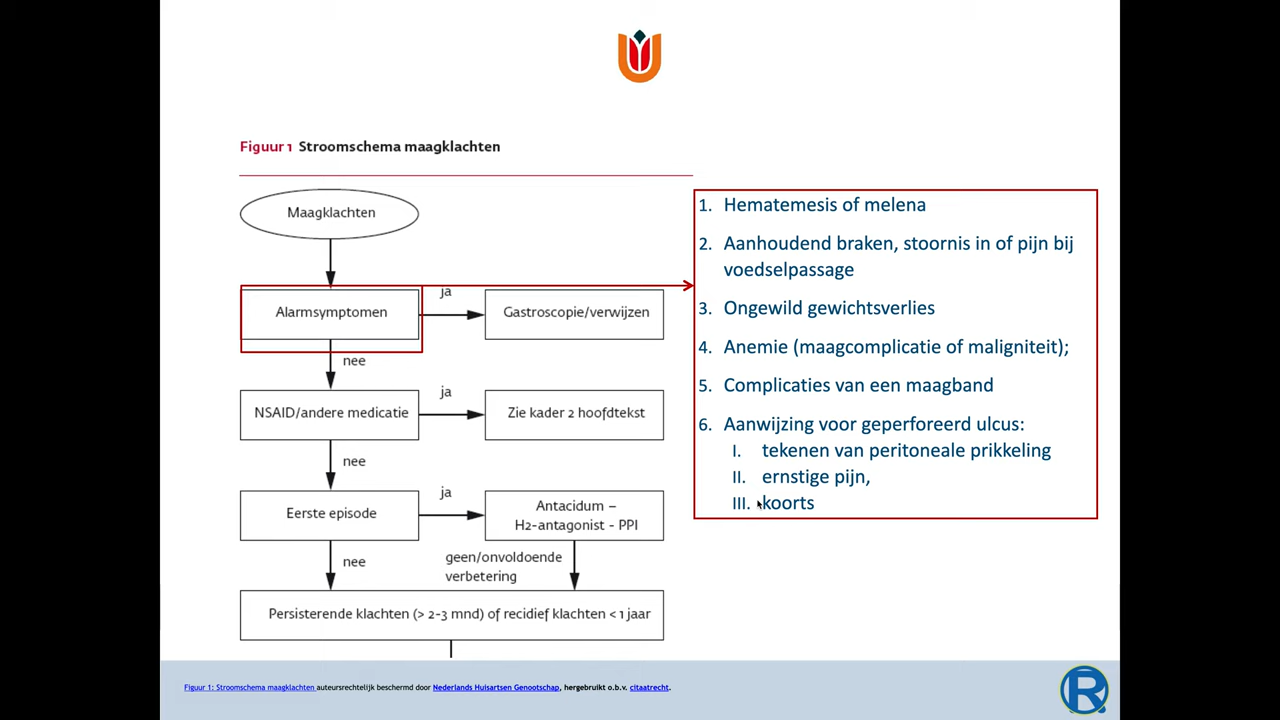 Figuur 1 Stroomschema maagklachten
Maagklachten
Alarmsymptomen
ja
Gastroscopie/verwijzen
nee
NSAID/andere medicatie
ja
Zie kader 2 hoofdtekst
nee
Eerste episode
ja
Antacidum –
H2-antagonist - PPI
nee
geen/onvoldoende
verbetering
Persisterende klachten (> 2-3 mnd) of recidief klachten < 1 jaar
1. Hematemesis of melena
2. Aanhoudend braken, stoornis in of pijn bij
voedselpassage
3. Ongewild gewichtsverlies
4. Anemie (maagcomplicatie of maligniteit);
5. Complicaties van een maagband
6. Aanwijzing voor geperforeerd ulcus:
I. tekenen van peritoneale prikkeling
II. ernstige pijn,
III. koorts
Figuur 1: Stroomschema maagklachten auteursrechtelijk beschermd door Nederlands Huisartsen Genootschap, hergebruikt o.b.v. citaatrecht.
R